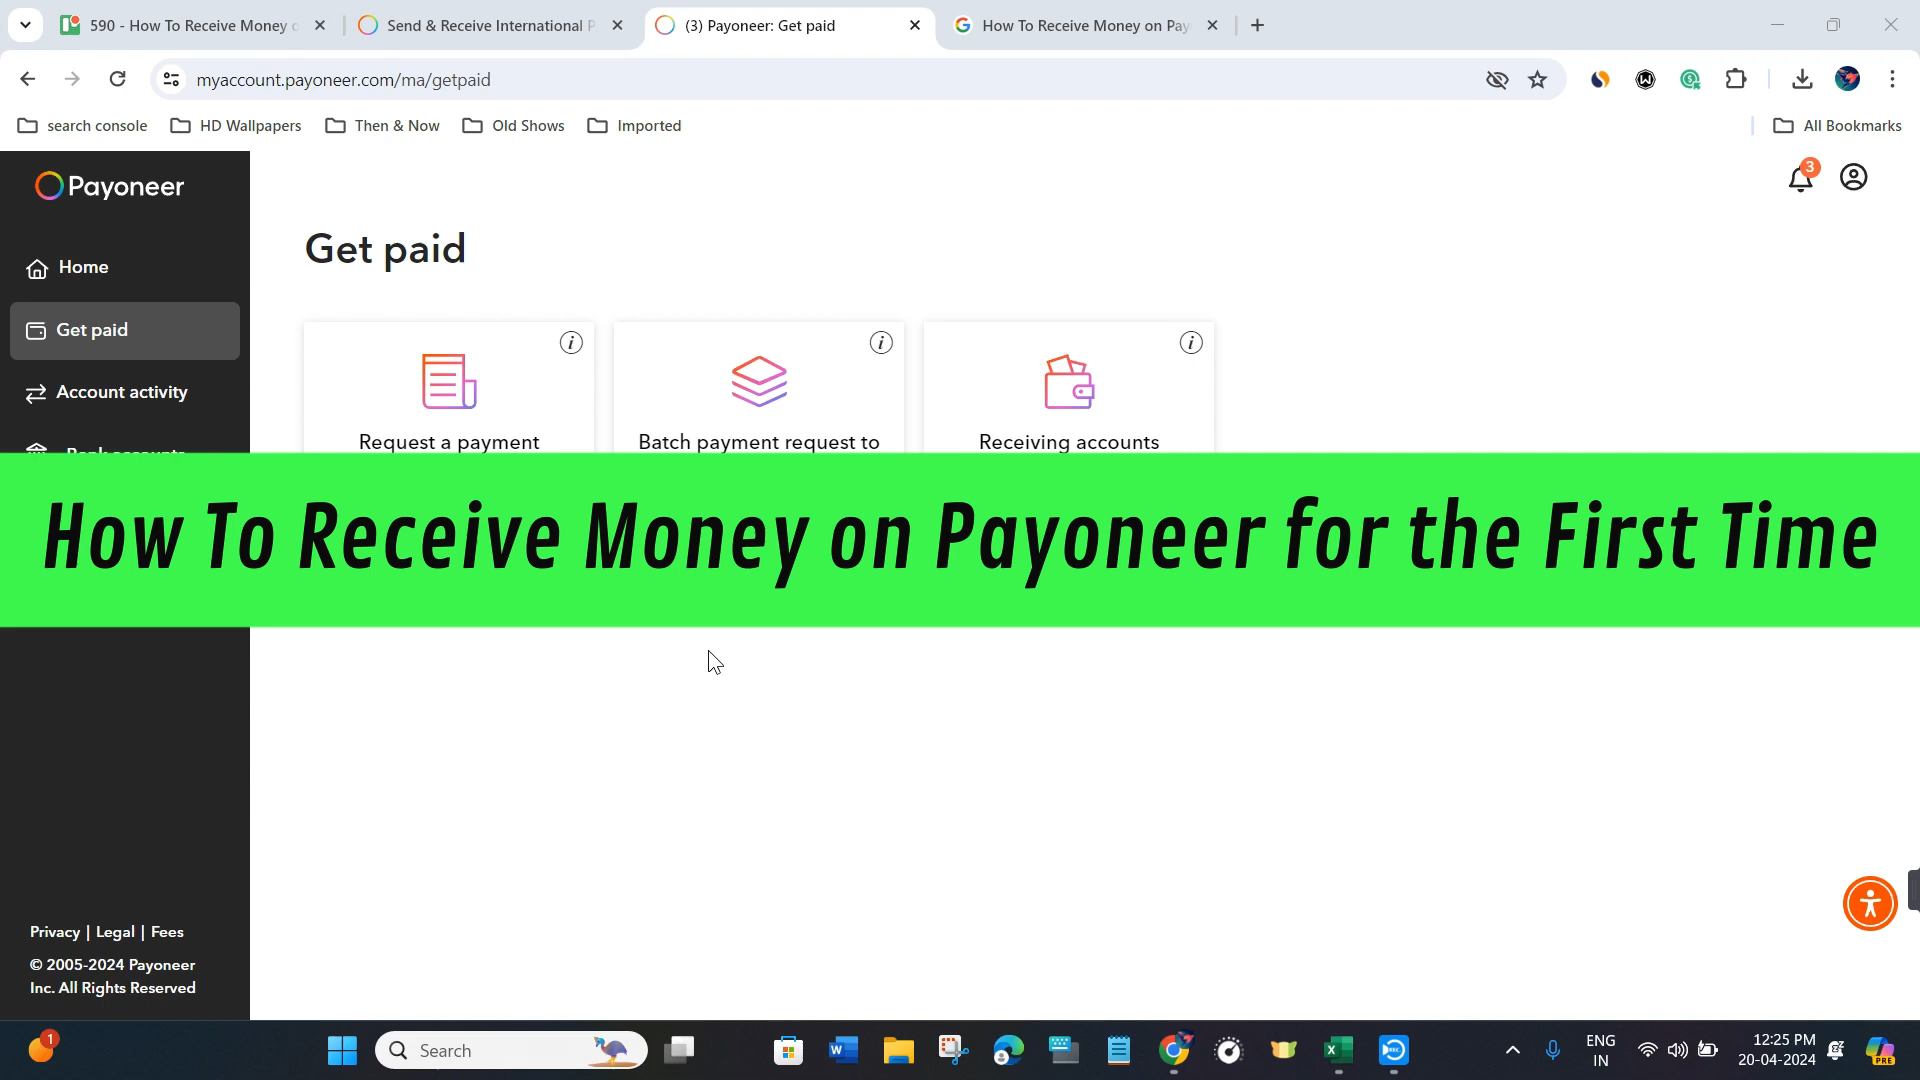 590 - How To Receive Money o
Send & Receive International P
(3) Payoneer: Get paid
How To Receive Money on Pay
myaccount.payoneer.com/ma/getpaid
search console
HD Wallpapers
Then & Now
Old Shows
Imported
All Bookmarks
Payoneer
3
Get paid
Home
Get paid
Account activity
Request a payment
Batch payment request to
Receiving accounts
Bank accounts
How To Receive Money on Payoneer for the First Time
Privacy | Legal | Fees
© 2005-2024 Payoneer
Inc. All Rights Reserved
1
Search
ENG
IN
12:25 PM
20-04-2024
PRE